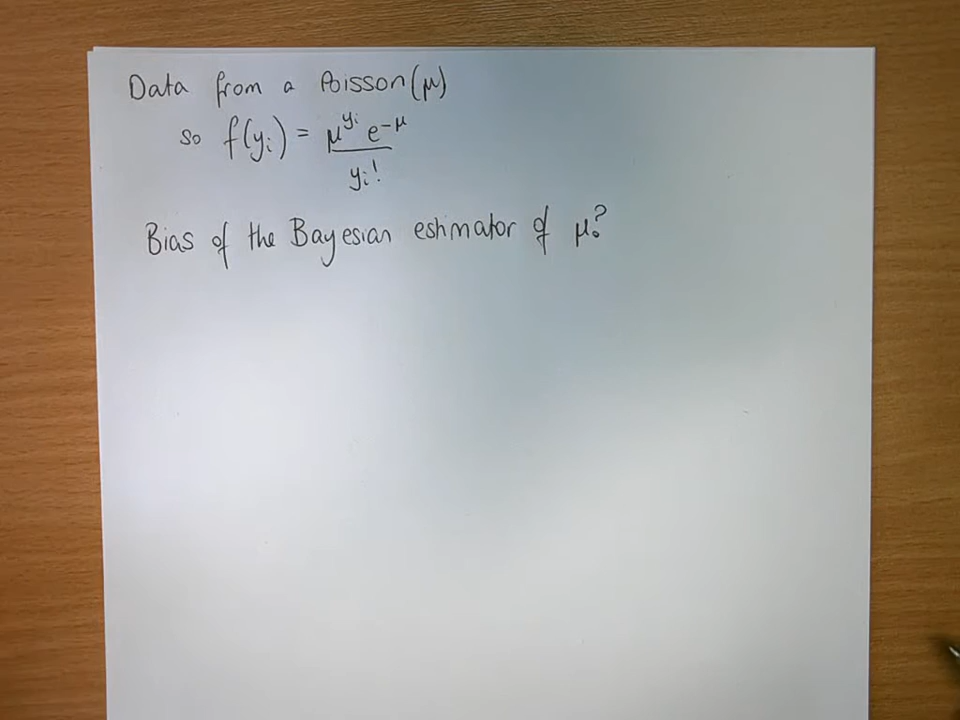 Data from a Poisson(μ)
so f(yᵢ) = μ^yᵢ e^-μ / yᵢ!
Bias of the Bayesian estimator of μ?